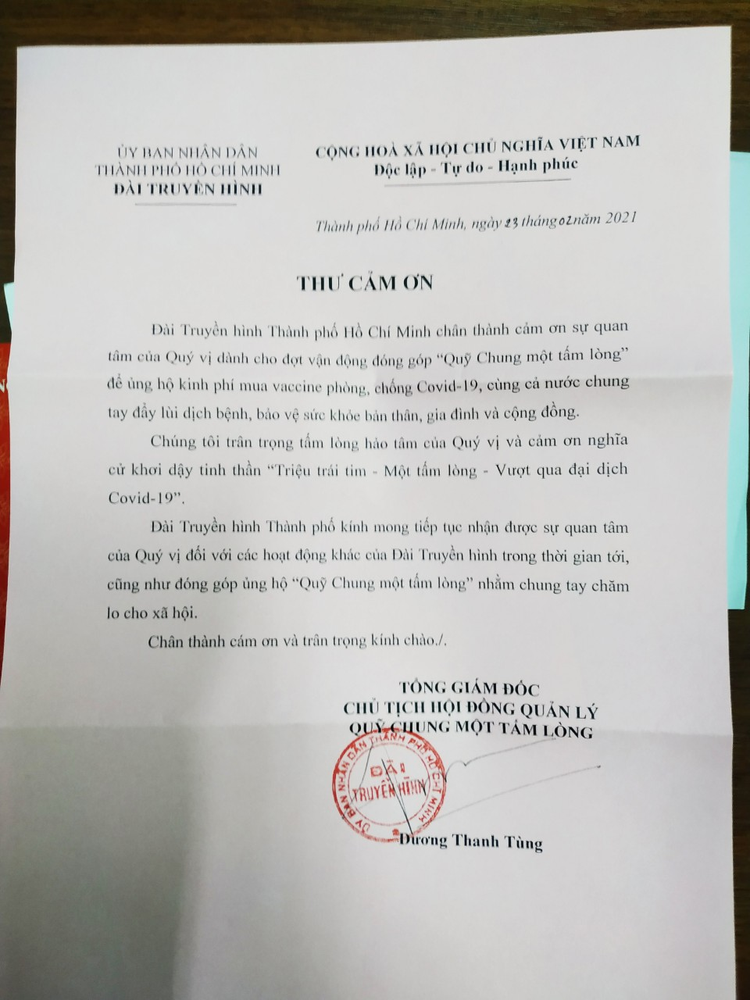 ỦY BAN NHÂN DÂN
THÀNH PHỐ HỒ CHÍ MINH
ĐÀI TRUYỀN HÌNH
CỘNG HOÀ XÃ HỘI CHỦ NGHĨA VIỆT NAM
Độc lập - Tự do - Hạnh phúc
Thành phố Hồ Chí Minh, ngày 23 tháng 02 năm 2021
THƯ CẢM ƠN
Đài Truyền hình Thành phố Hồ Chí Minh chân thành cảm ơn sự quan
tâm của Quý vị dành cho đợt vận động đóng góp “Quỹ Chung một tấm lòng”
để ủng hộ kinh phí mua vaccine phòng, chống Covid-19, cùng cả nước chung
tay đẩy lùi dịch bệnh, bảo vệ sức khỏe bản thân, gia đình và cộng đồng.
Chúng tôi trân trọng tấm lòng hảo tâm của Quý vị và cảm ơn nghĩa
cử khơi dậy tinh thần “Triệu trái tim - Một tấm lòng - Vượt qua đại dịch
Covid-19”.
Đài Truyền hình Thành phố kính mong tiếp tục nhận được sự quan tâm
của Quý vị đối với các hoạt động khác của Đài Truyền hình trong thời gian tới,
cũng như đóng góp ủng hộ “Quỹ Chung một tấm lòng” nhằm chung tay chăm
lo cho xã hội.
Chân thành cám ơn và trân trọng kính chào./.
TỔNG GIÁM ĐỐC
CHỦ TỊCH HỘI ĐỒNG QUẢN LÝ
QUỸ CHUNG MỘT TẤM LÒNG
ỦY BAN NHÂN DÂN THÀNH PHỐ HỒ CHÍ MINH
ĐÀI
TRUYỀN HÌNH
Dương Thanh Tùng